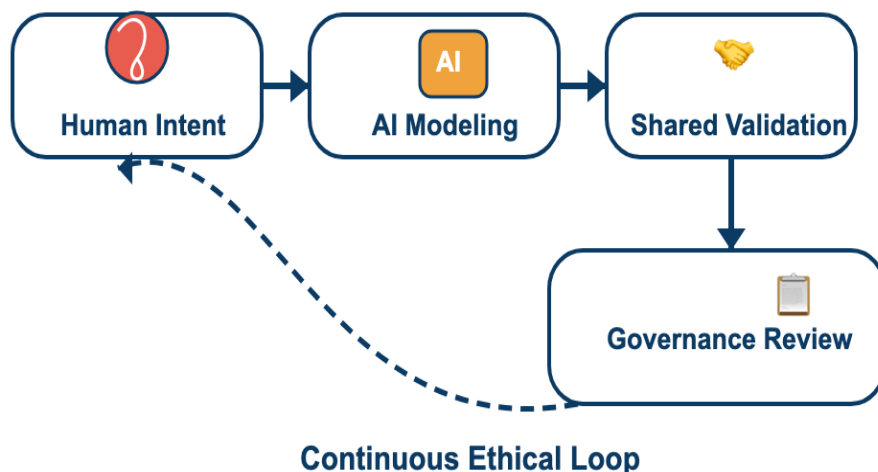 AI
Human Intent
AI Modeling
Shared Validation
Governance Review
Continuous Ethical Loop